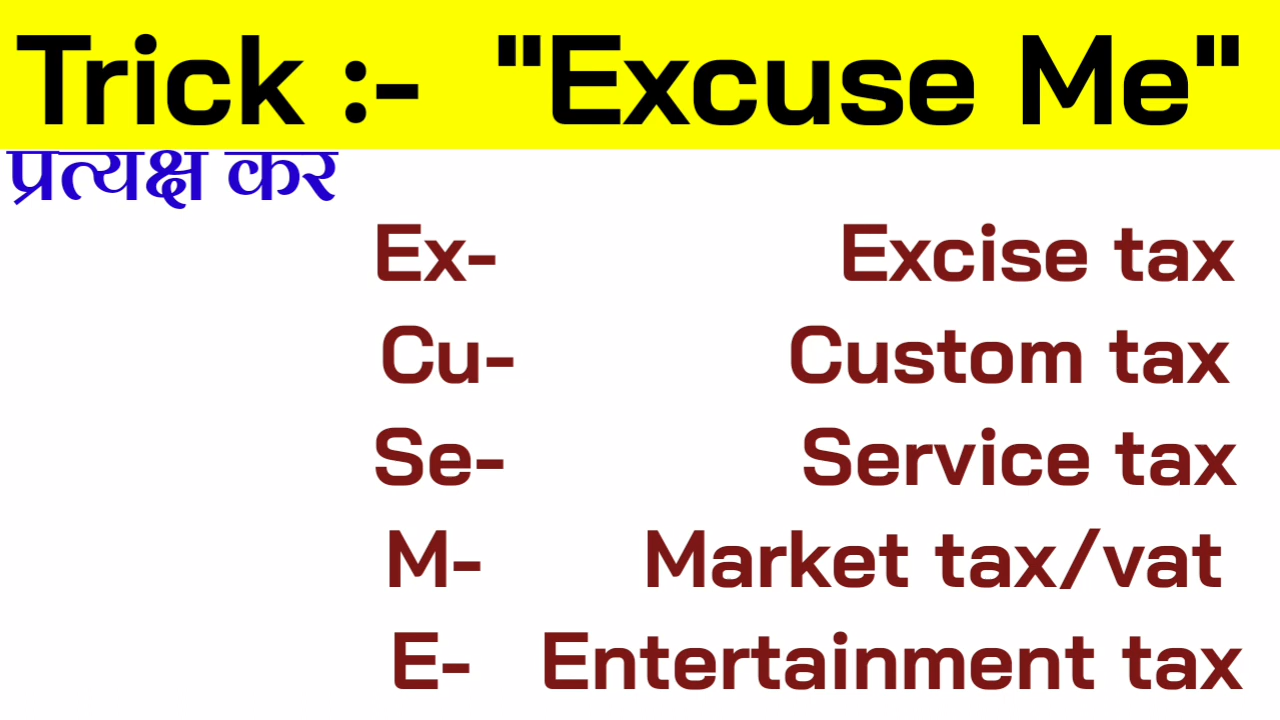 Trick :- "Excuse Me"
प्रत्यक्ष कर
Ex- Excise tax
Cu- Custom tax
Se- Service tax
M- Market tax/vat
E- Entertainment tax